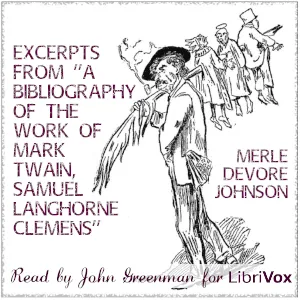 EXCERPTS
FROM "A
BIBLIOGRAPHY
OF THE
WORK OF
MARK
TWAIN,
SAMUEL
LANGHORNE
CLEMENS"
MERLE
DEVORE
JOHNSON
Read by John Greenman for LibriVox